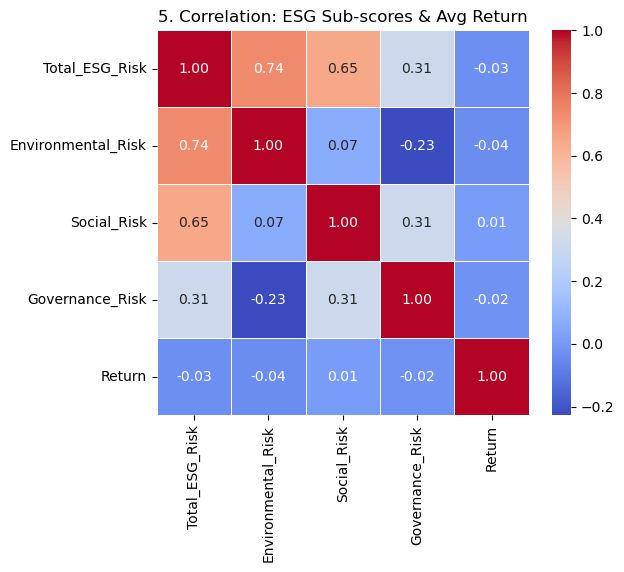 5. Correlation: ESG Sub-scores & Avg Return
Total_ESG_Risk 1.00 0.74 0.65 0.31 -0.03
Environmental_Risk 0.74 1.00 0.07 -0.23 -0.04
Social_Risk 0.65 0.07 1.00 0.31 0.01
Governance_Risk 0.31 -0.23 0.31 1.00 -0.02
Return -0.03 -0.04 0.01 -0.02 1.00
Total_ESG_Risk
Environmental_Risk
Social_Risk
Governance_Risk
Return
1.0
0.8
0.6
0.4
0.2
0.0
−0.2